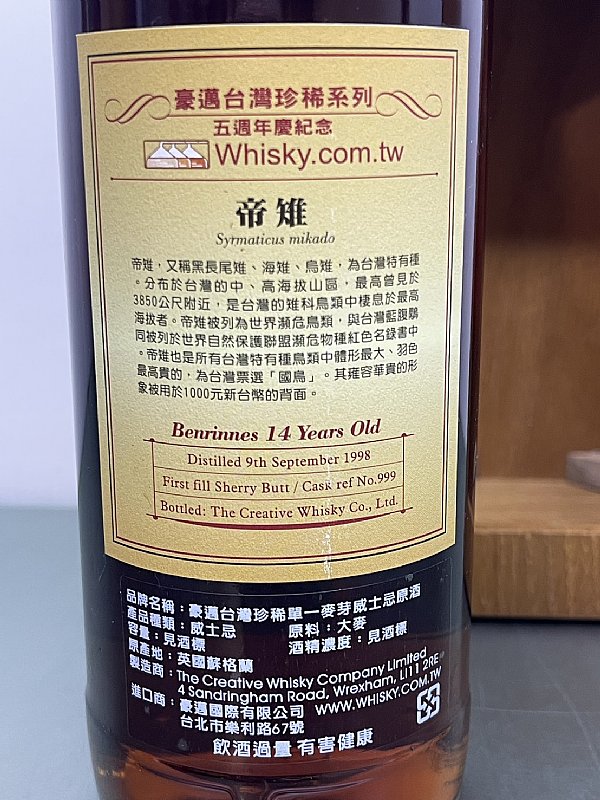 豪邁台灣珍稀系列
五週年慶紀念
Whisky.com.tw
帝雉
Syrmaticus mikado
帝雉，又稱黑長尾雉、海雉、烏雉，為台灣特有種
。分布於台灣的中、高海拔山區，最高曾見於
3850公尺附近，是台灣的雉科鳥類中棲息於最高
海拔者。帝雉被列為世界瀕危鳥類，與台灣藍腹鷴
同被列於世界自然保護聯盟瀕危物種紅色名錄書中
。帝雉也是所有台灣特有種鳥類中體形最大、羽色
最高貴的，為台灣票選「國鳥」。其雍容華貴的形
象被用於1000元新台幣的背面。
Benrinnes 14 Years Old
Distilled 9th September 1998
First fill Sherry Butt / Cask ref No.999
Bottled: The Creative Whisky Co., Ltd.
品牌名稱：豪邁台灣珍稀單一麥芽威士忌原酒
產品種類：威士忌 原料：大麥
容量：見酒標 酒精濃度：見酒標
原產地：英國蘇格蘭
製造商：The Creative Whisky Company Limited
4 Sandringham Road, Wrexham, Ll11 2RE
進口商：豪邁國際有限公司 WWW.WHISKY.COM.TW
台北市樂利路67號
飲酒過量 有害健康